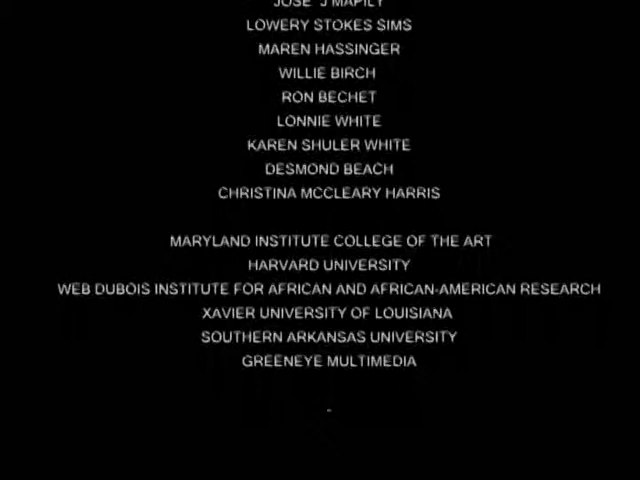 JOSE J MAPILY
LOWERY STOKES SIMS
MAREN HASSINGER
WILLIE BIRCH
RON BECHET
LONNIE WHITE
KAREN SHULER WHITE
DESMOND BEACH
CHRISTINA MCCLEARY HARRIS
MARYLAND INSTITUTE COLLEGE OF THE ART
HARVARD UNIVERSITY
WEB DUBOIS INSTITUTE FOR AFRICAN AND AFRICAN-AMERICAN RESEARCH
XAVIER UNIVERSITY OF LOUISIANA
SOUTHERN ARKANSAS UNIVERSITY
GREENEYE MULTIMEDIA